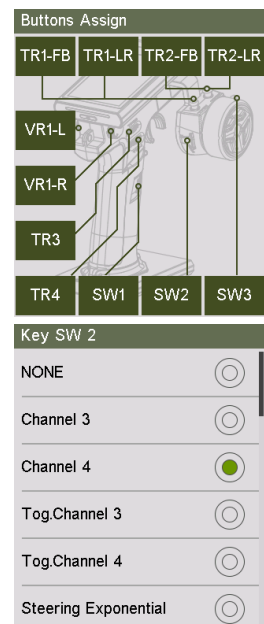 Buttons Assign
TR1-FB TR1-LR TR2-FB TR2-LR
VR1-L
VR1-R
TR3
TR4 SW1 SW2 SW3
Key SW 2
NONE
Channel 3
Channel 4
Tog.Channel 3
Tog.Channel 4
Steering Exponential